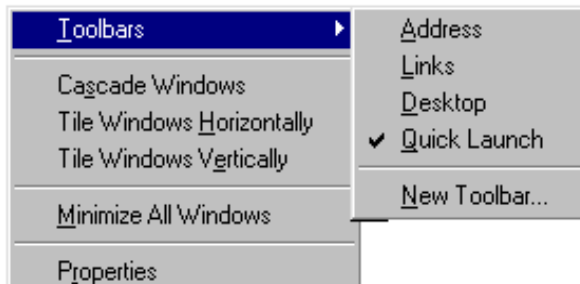 Toolbars
Cascade Windows
Tile Windows Horizontally
Tile Windows Vertically
Minimize All Windows
Properties
Address
Links
Desktop
Quick Launch
New Toolbar...